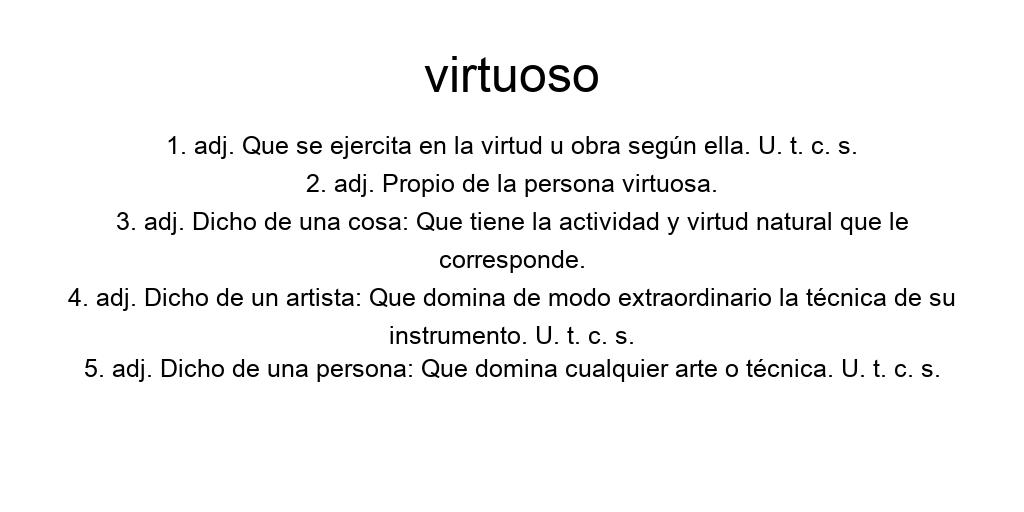 virtuoso
1. adj. Que se ejercita en la virtud u obra según ella. U. t. c. s.
2. adj. Propio de la persona virtuosa.
3. adj. Dicho de una cosa: Que tiene la actividad y virtud natural que le
corresponde.
4. adj. Dicho de un artista: Que domina de modo extraordinario la técnica de su
instrumento. U. t. c. s.
5. adj. Dicho de una persona: Que domina cualquier arte o técnica. U. t. c. s.